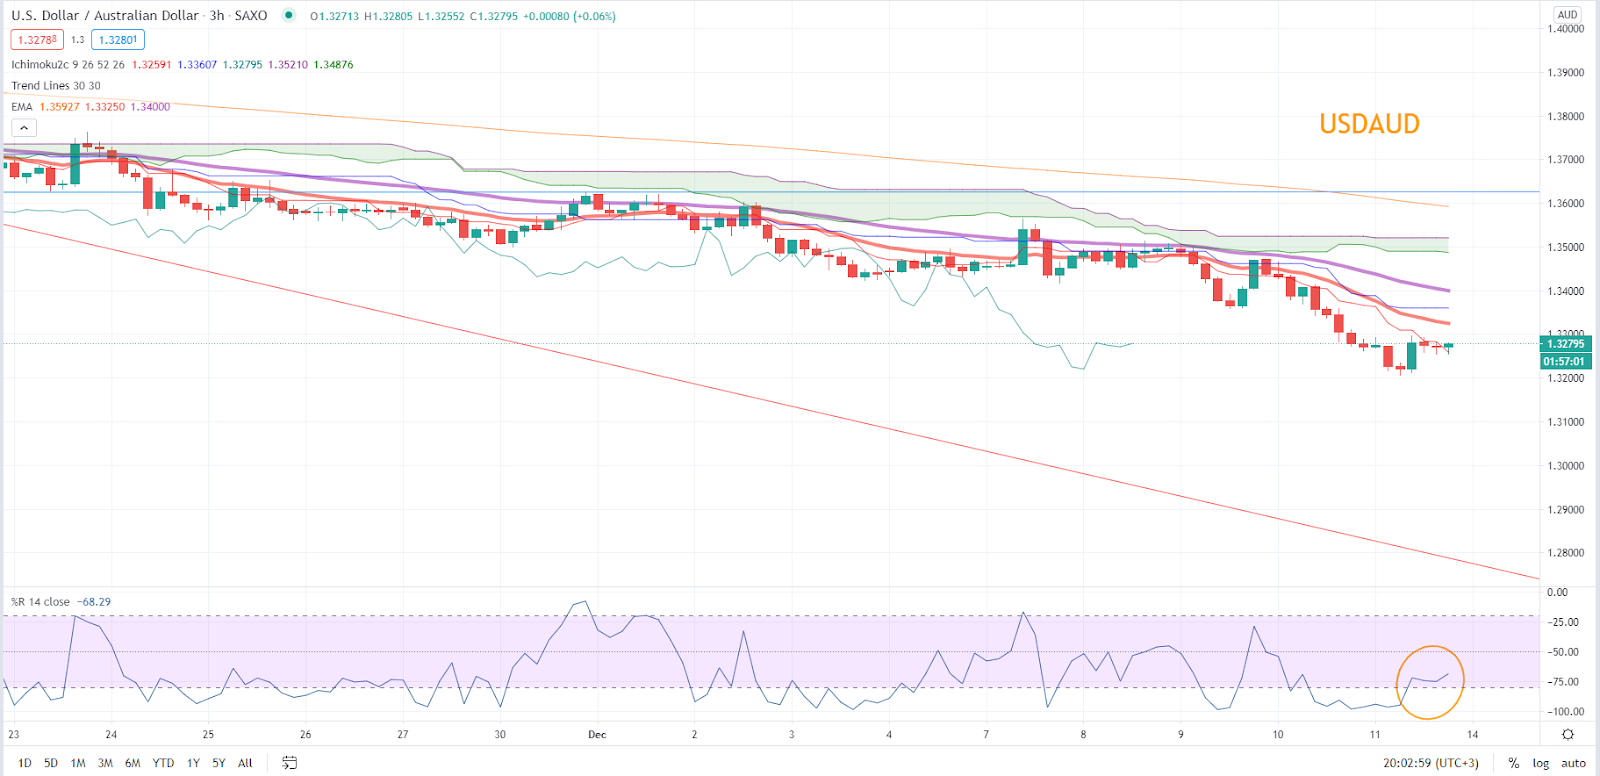 U.S. Dollar / Australian Dollar · 3h · SAXO O1.32713 H1.32805 L1.32552 C1.32795 +0.00080 (+0.06%)
1.32788 1.3 1.32801
Ichimoku2c 9 26 52 26 1.32591 1.33607 1.32795 1.35210 1.34876
Trend Lines 30 30
EMA 1.35927 1.33250 1.34000
USDAUD
AUD
1.40000
1.39000
1.38000
1.37000
1.36000
1.35000
1.34000
1.33000
1.32795
01:57:01
1.32000
1.31000
1.30000
1.29000
1.28000
%R 14 close −68.29
0.00
−25.00
−50.00
−75.00
−100.00
23 24 25 26 27 30 Dec 2 3 4 7 8 9 10 11 14
1D 5D 1M 3M 6M YTD 1Y 5Y All 20:02:59 (UTC+3) % log auto